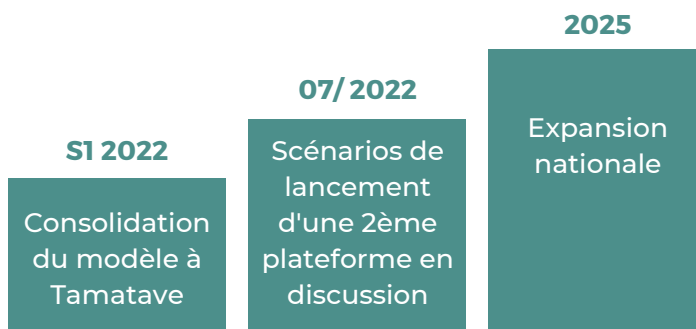 S1 2022
Consolidation
du modèle à
Tamatave
07/ 2022
Scénarios de
lancement
d'une 2ème
plateforme en
discussion
2025
Expansion
nationale